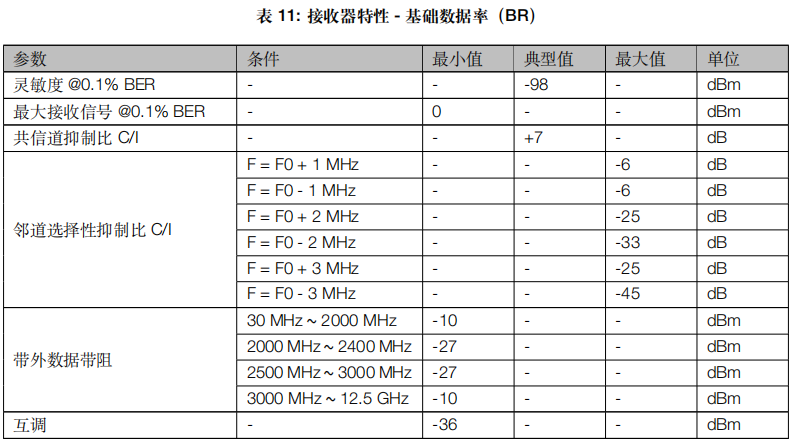 表 11: 接收器特性 - 基础数据率（BR）
参数 条件 最小值 典型值 最大值 单位
灵敏度 @0.1% BER - - -98 - dBm
最大接收信号 @0.1% BER - 0 - - dBm
共信道抑制比 C/I - - +7 - dB
邻道选择性抑制比 C/I F = F0 + 1 MHz - - -6 dB
F = F0 - 1 MHz - - -6 dB
F = F0 + 2 MHz - - -25 dB
F = F0 - 2 MHz - - -33 dB
F = F0 + 3 MHz - - -25 dB
F = F0 - 3 MHz - - -45 dB
带外数据带阻 30 MHz ~ 2000 MHz -10 - - dBm
2000 MHz ~ 2400 MHz -27 - - dBm
2500 MHz ~ 3000 MHz -27 - - dBm
3000 MHz ~ 12.5 GHz -10 - - dBm
互调 - -36 - - dBm